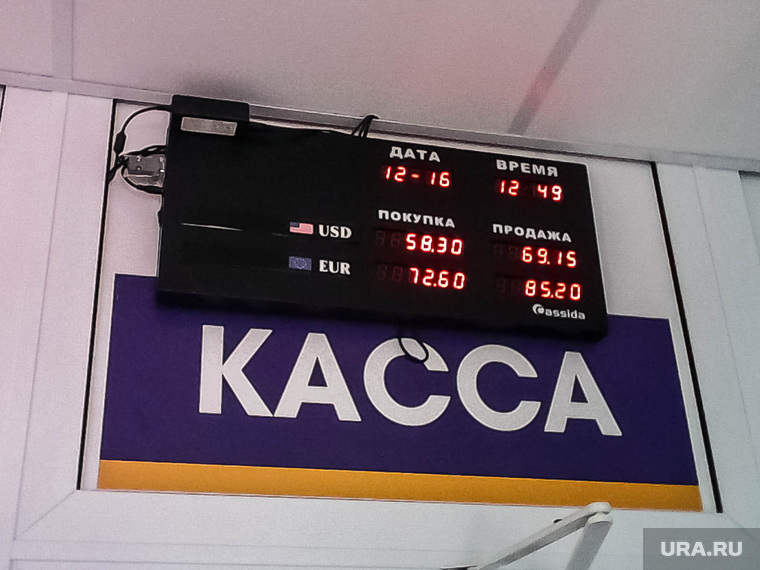 ДАТА ВРЕМЯ
12-16 12 49
ПОКУПКА ПРОДАЖА
USD 58.30 69.15
EUR 72.60 85.20
Cassida
КАССА
URA.RU